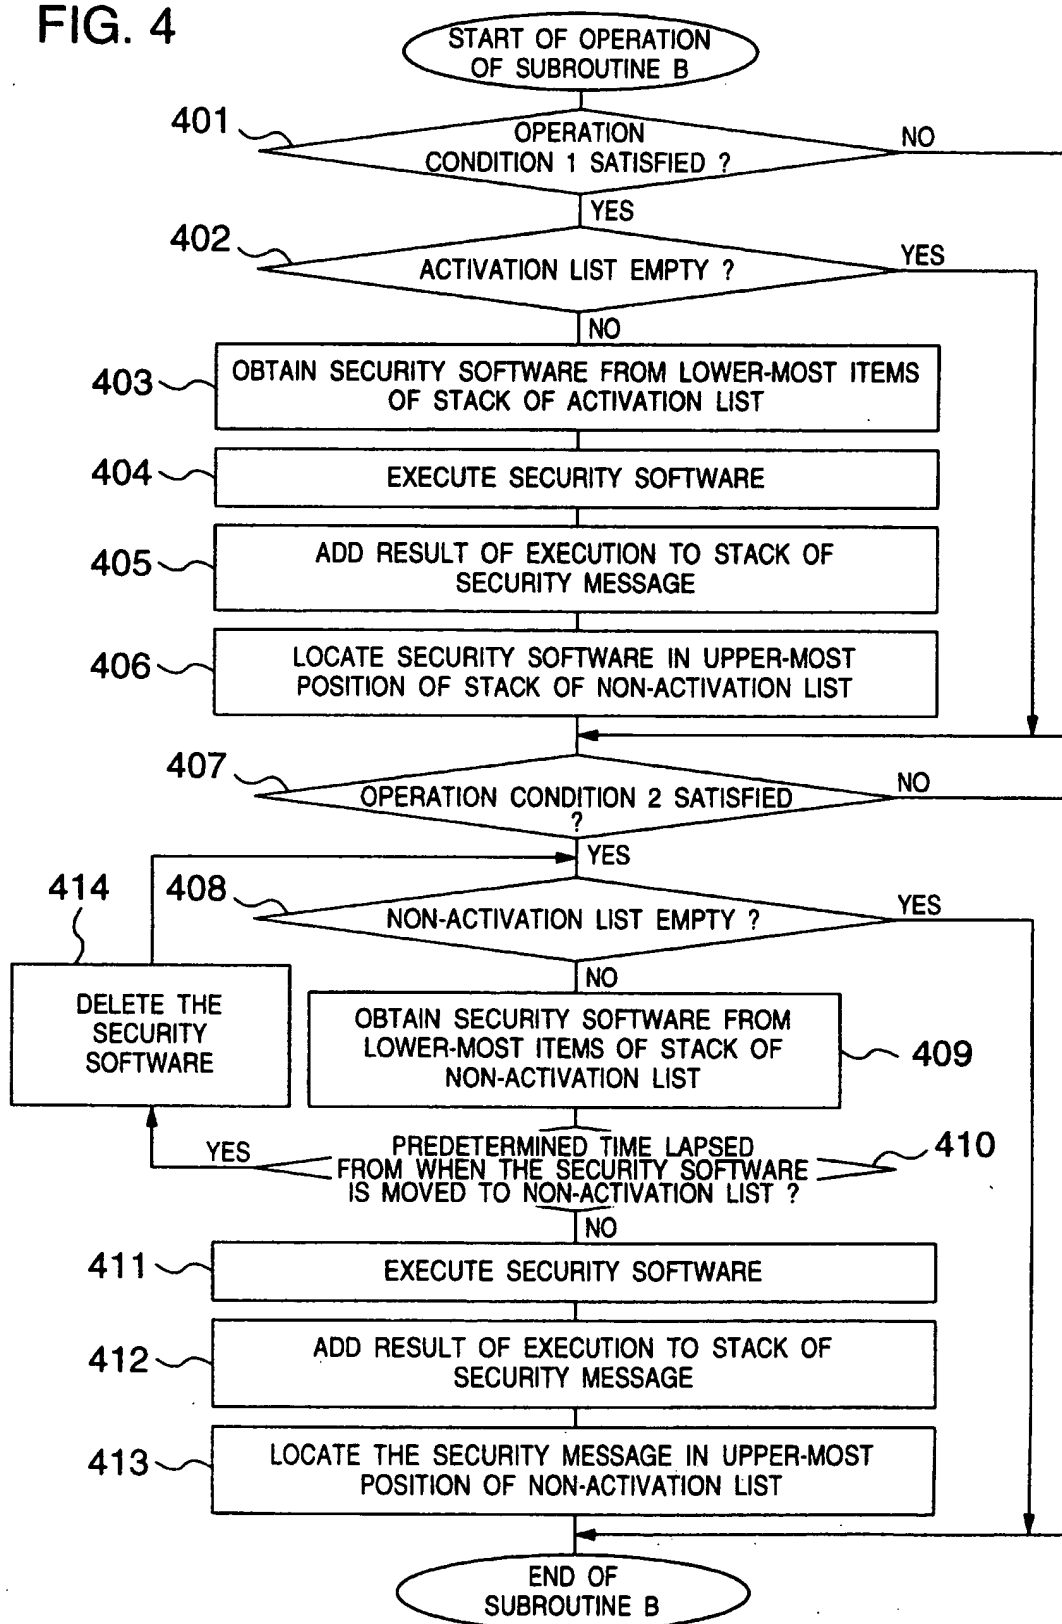 FIG. 4
START OF OPERATION
OF SUBROUTINE B
401
OPERATION
CONDITION 1 SATISFIED ?
NO
YES
402
ACTIVATION LIST EMPTY ?
YES
NO
403
OBTAIN SECURITY SOFTWARE FROM LOWER-MOST ITEMS
OF STACK OF ACTIVATION LIST
404
EXECUTE SECURITY SOFTWARE
405
ADD RESULT OF EXECUTION TO STACK OF
SECURITY MESSAGE
406
LOCATE SECURITY SOFTWARE IN UPPER-MOST
POSITION OF STACK OF NON-ACTIVATION LIST
407
OPERATION CONDITION 2 SATISFIED
?
NO
YES
414
408
NON-ACTIVATION LIST EMPTY ?
YES
NO
DELETE THE
SECURITY
SOFTWARE
OBTAIN SECURITY SOFTWARE FROM
LOWER-MOST ITEMS OF STACK OF
NON-ACTIVATION LIST
409
YES
PREDETERMINED TIME LAPSED
FROM WHEN THE SECURITY SOFTWARE
IS MOVED TO NON-ACTIVATION LIST ?
410
NO
411
EXECUTE SECURITY SOFTWARE
412
ADD RESULT OF EXECUTION TO STACK OF
SECURITY MESSAGE
413
LOCATE THE SECURITY MESSAGE IN UPPER-MOST
POSITION OF NON-ACTIVATION LIST
END OF
SUBROUTINE B